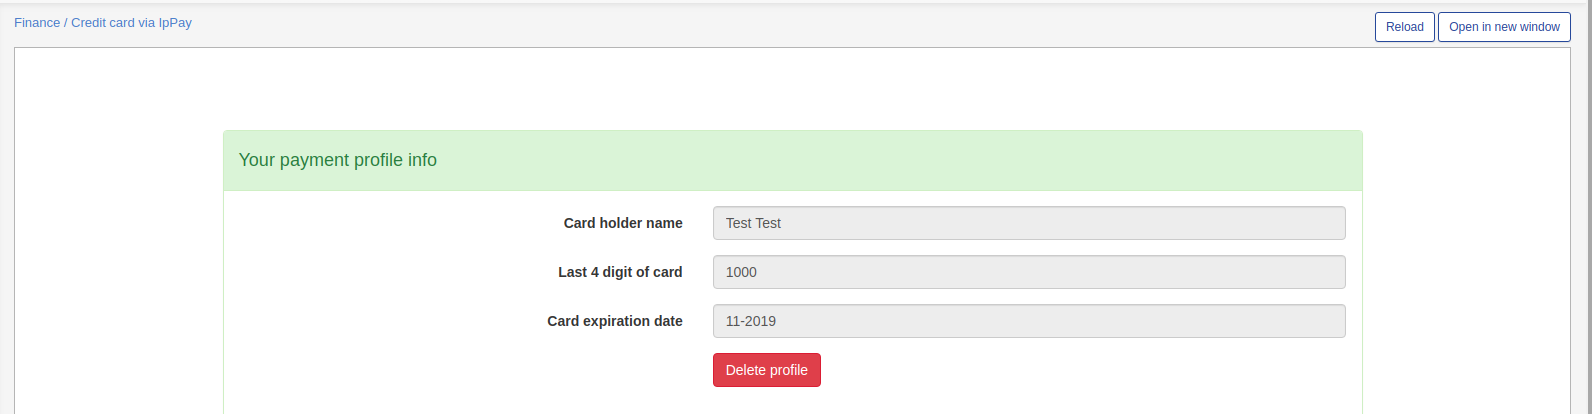 Finance / Credit card via IpPay
Reload
Open in new window
Your payment profile info
Card holder name
Test Test
Last 4 digit of card
1000
Card expiration date
11-2019
Delete profile